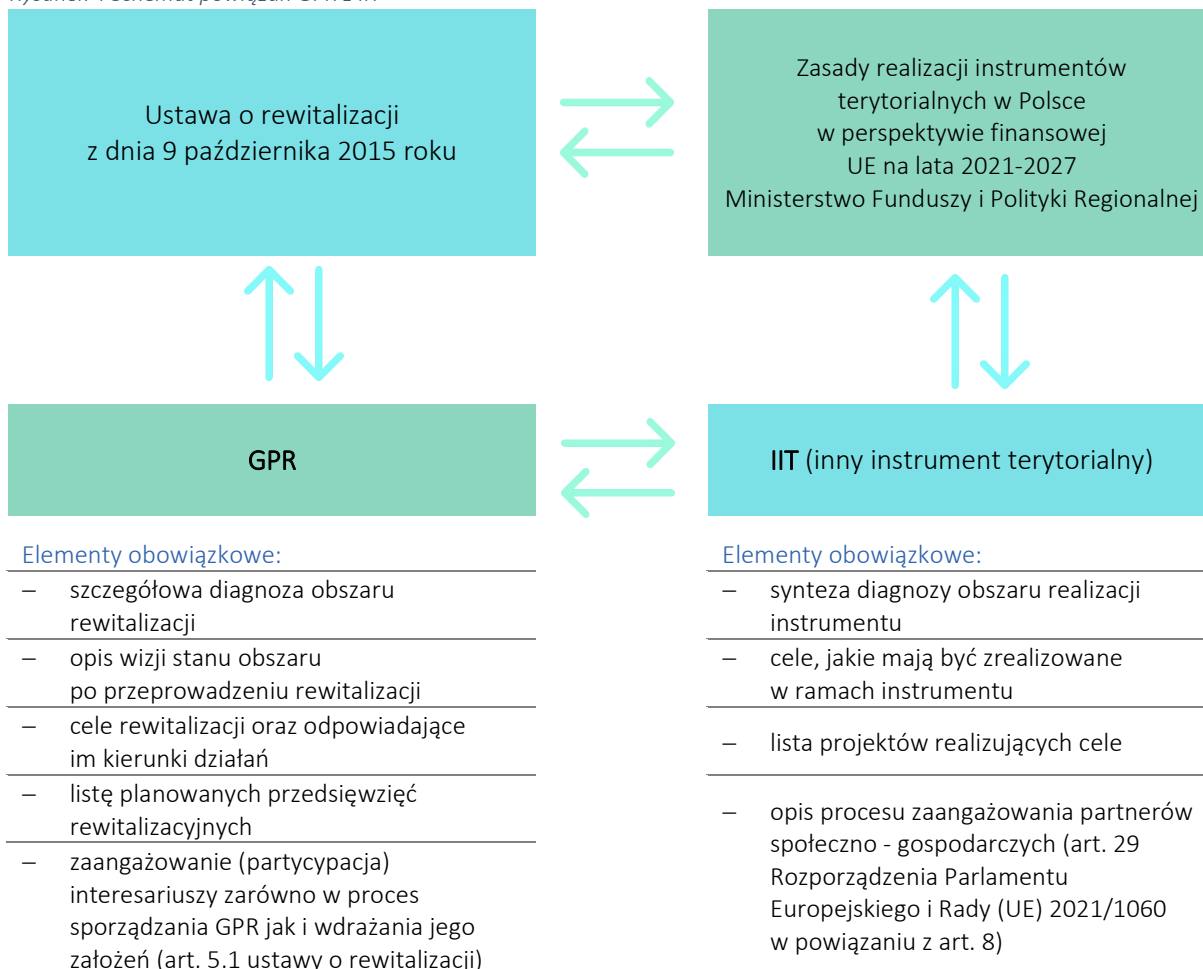 Ustawa o rewitalizacji
z dnia 9 października 2015 roku
Zasady realizacji instrumentów
terytorialnych w Polsce
w perspektywie finansowej
UE na lata 2021-2027
Ministerstwo Funduszy i Polityki Regionalnej
GPR
IIT (inny instrument terytorialny)
Elementy obowiązkowe:
– szczegółowa diagnoza obszaru
rewitalizacji
– opis wizji stanu obszaru
po przeprowadzeniu rewitalizacji
– cele rewitalizacji oraz odpowiadające
im kierunki działań
– listę planowanych przedsięwzięć
rewitalizacyjnych
– zaangażowanie (partycypacja)
interesariuszy zarówno w proces
sporządzania GPR jak i wdrażania jego
założeń (art. 5.1 ustawy o rewitalizacji)
Elementy obowiązkowe:
– synteza diagnozy obszaru realizacji
instrumentu
– cele, jakie mają być zrealizowane
w ramach instrumentu
– lista projektów realizujących cele
– opis procesu zaangażowania partnerów
społeczno - gospodarczych (art. 29
Rozporządzenia Parlamentu
Europejskiego i Rady (UE) 2021/1060
w powiązaniu z art. 8)